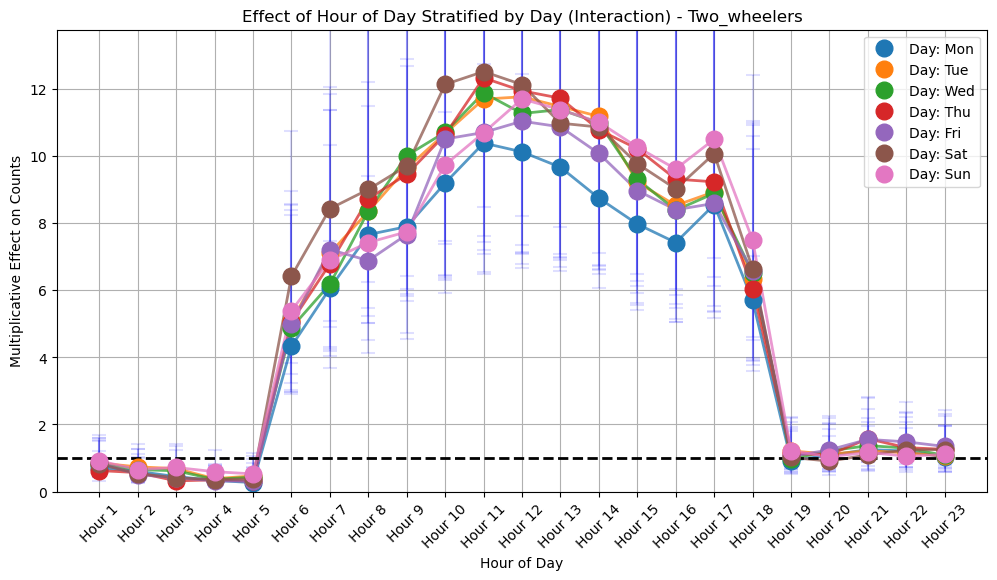 Effect of Hour of Day Stratified by Day (Interaction) - Two_wheelers
Multiplicative Effect on Counts
12
10
8
6
4
2
0
Day: Mon
Day: Tue
Day: Wed
Day: Thu
Day: Fri
Day: Sat
Day: Sun
Hour 1
Hour 2
Hour 3
Hour 4
Hour 5
Hour 6
Hour 7
Hour 8
Hour 9
Hour 10
Hour 11
Hour 12
Hour 13
Hour 14
Hour 15
Hour 16
Hour 17
Hour 18
Hour 19
Hour 20
Hour 21
Hour 22
Hour 23
Hour of Day